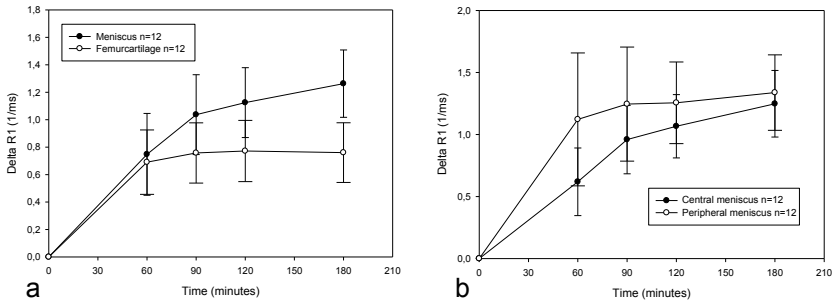 1,8
1,6
1,4
1,2
1,0
0,8
0,6
0,4
0,2
0,0
Delta R1 (1/ms)
Meniscus n=12
Femurcartilage n=12
0 30 60 90 120 150 180 210
Time (minutes)
a
2,0
1,5
1,0
0,5
0,0
Delta R1 (1/ms)
Central meniscus n=12
Peripheral meniscus n=12
0 30 60 90 120 150 180 210
Time (minutes)
b